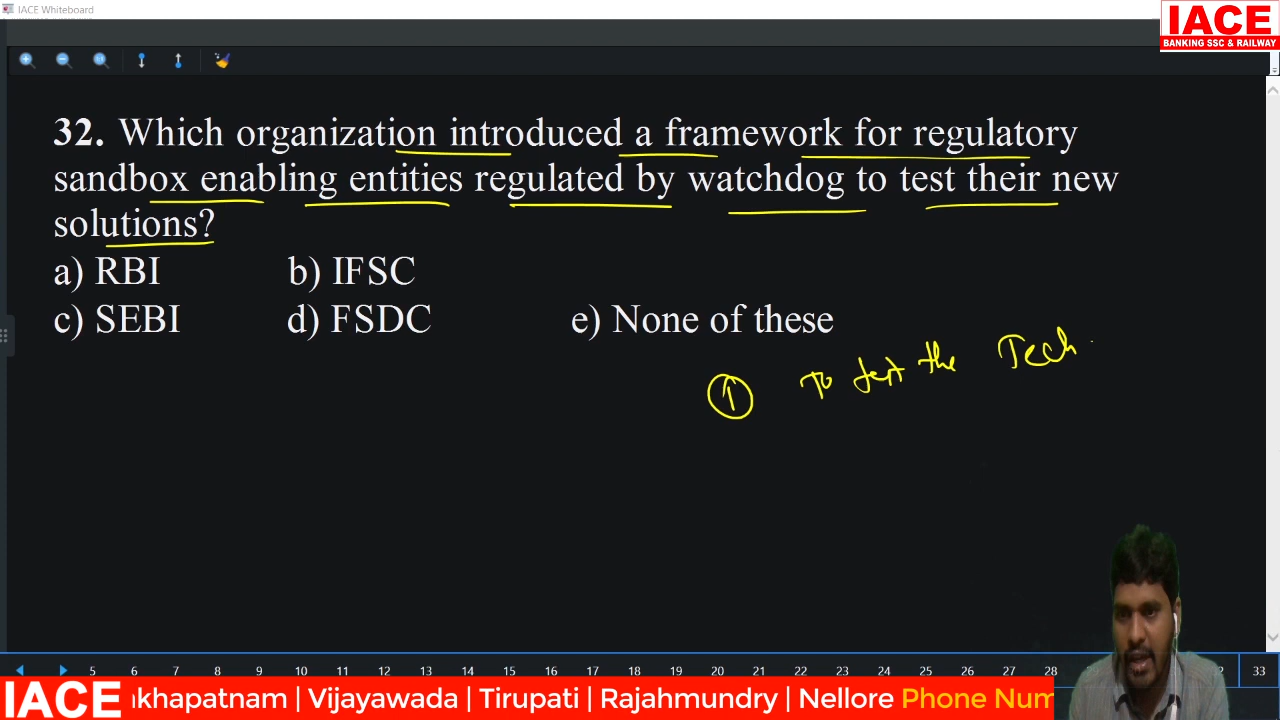 IACE Whiteboard
IACE
BANKING SSC & RAILWAY
32. Which organization introduced a framework for regulatory
sandbox enabling entities regulated by watchdog to test their new
solutions?
a) RBI b) IFSC
c) SEBI d) FSDC e) None of these
1 To test the Tech.
5 6 7 8 9 10 11 12 13 14 15 16 17 18 19 20 21 22 23 24 25 26 27 28 33
IACE khapatnam | Vijayawada | Tirupati | Rajahmundry | Nellore Phone Num